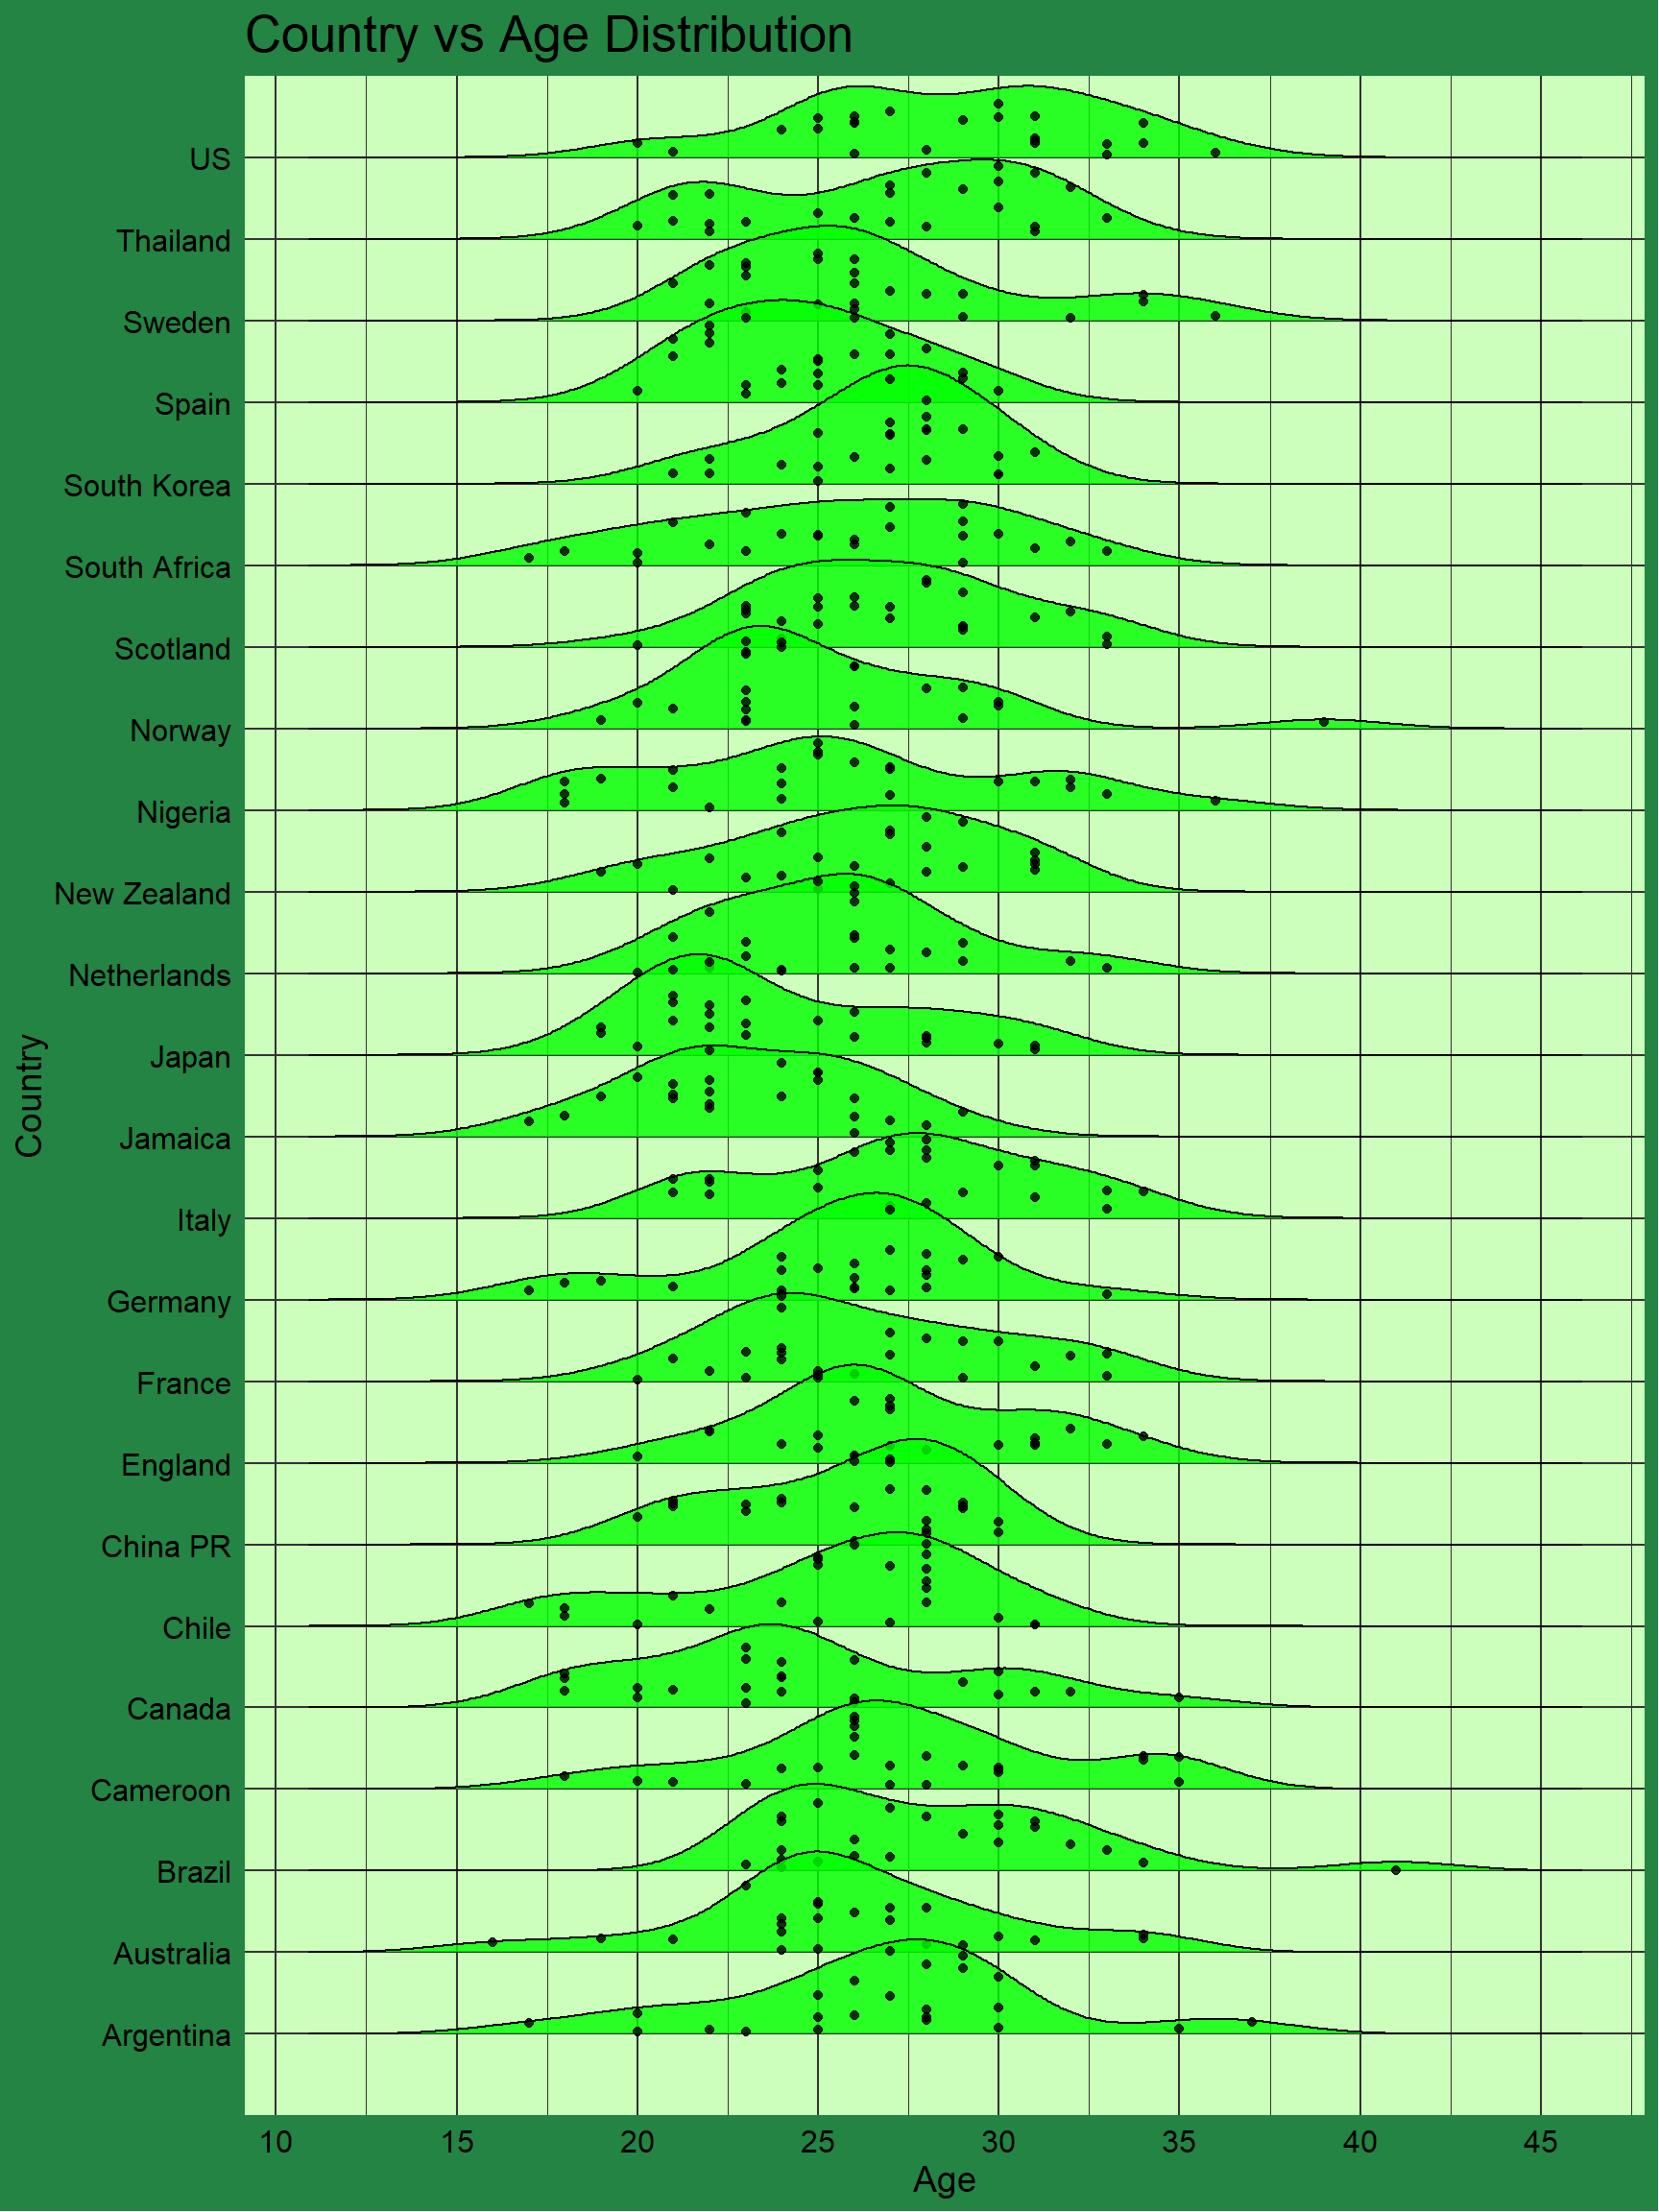 Country vs Age Distribution
US
Thailand
Sweden
Spain
South Korea
South Africa
Scotland
Norway
Nigeria
New Zealand
Netherlands
Japan
Jamaica
Italy
Germany
France
England
China PR
Chile
Canada
Cameroon
Brazil
Australia
Argentina
Country
10 15 20 25 30 35 40 45
Age